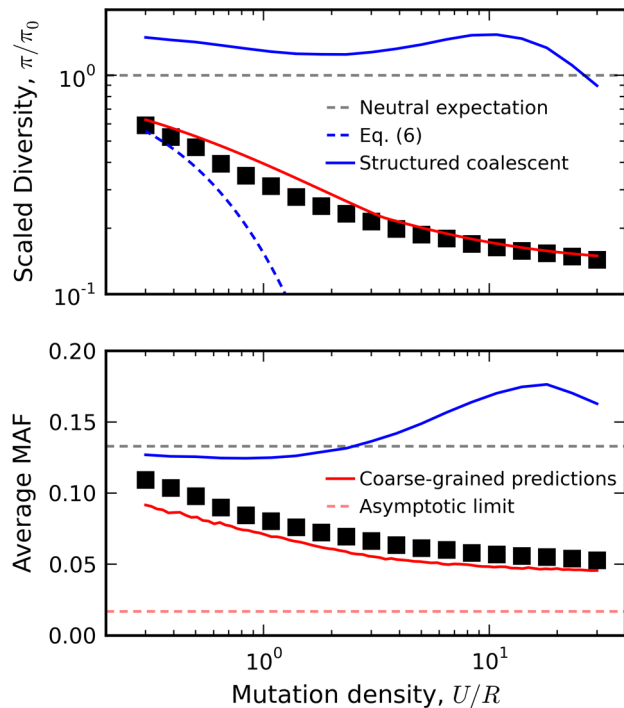 Scaled Diversity, π/π₀
10⁰
10⁻¹
Neutral expectation
Eq. (6)
Structured coalescent
Average MAF
0.20
0.15
0.10
0.05
0.00
Coarse-grained predictions
Asymptotic limit
10⁰
10¹
Mutation density, U/R